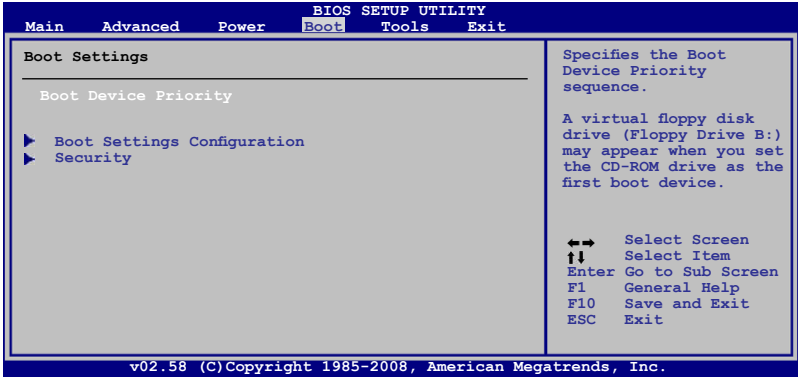 BIOS SETUP UTILITY
Main Advanced Power Boot Tools Exit
Boot Settings
Boot Device Priority
Boot Settings Configuration
Security
Specifies the Boot
Device Priority
sequence.
A virtual floppy disk
drive (Floppy Drive B:)
may appear when you set
the CD-ROM drive as the
first boot device.
Select Screen
Select Item
Enter Go to Sub Screen
F1 General Help
F10 Save and Exit
ESC Exit
v02.58 (C)Copyright 1985-2008, American Megatrends, Inc.